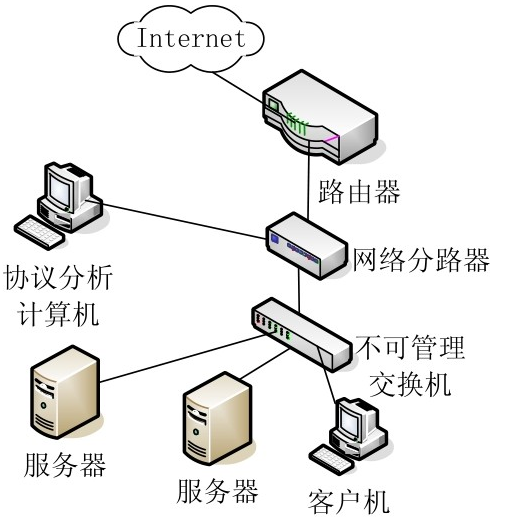 Internet
路由器
网络分路器
协议分析
计算机
不可管理
交换机
服务器
服务器
客户机